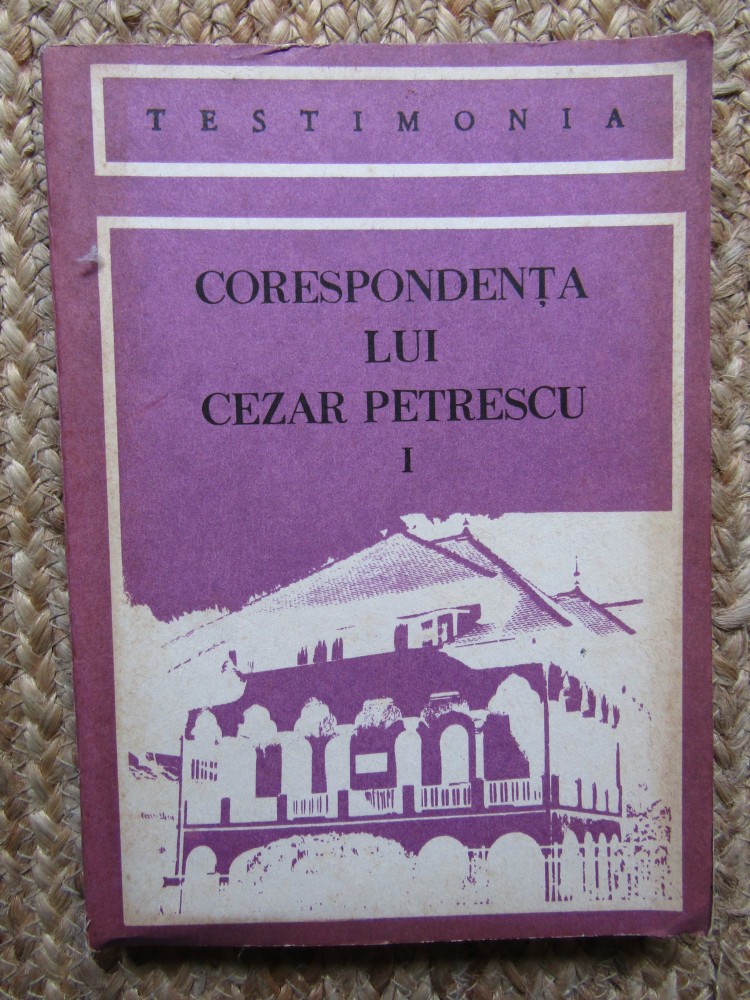 TESTIMONIA
CORESPONDENȚA
LUI
CEZAR PETRESCU
I